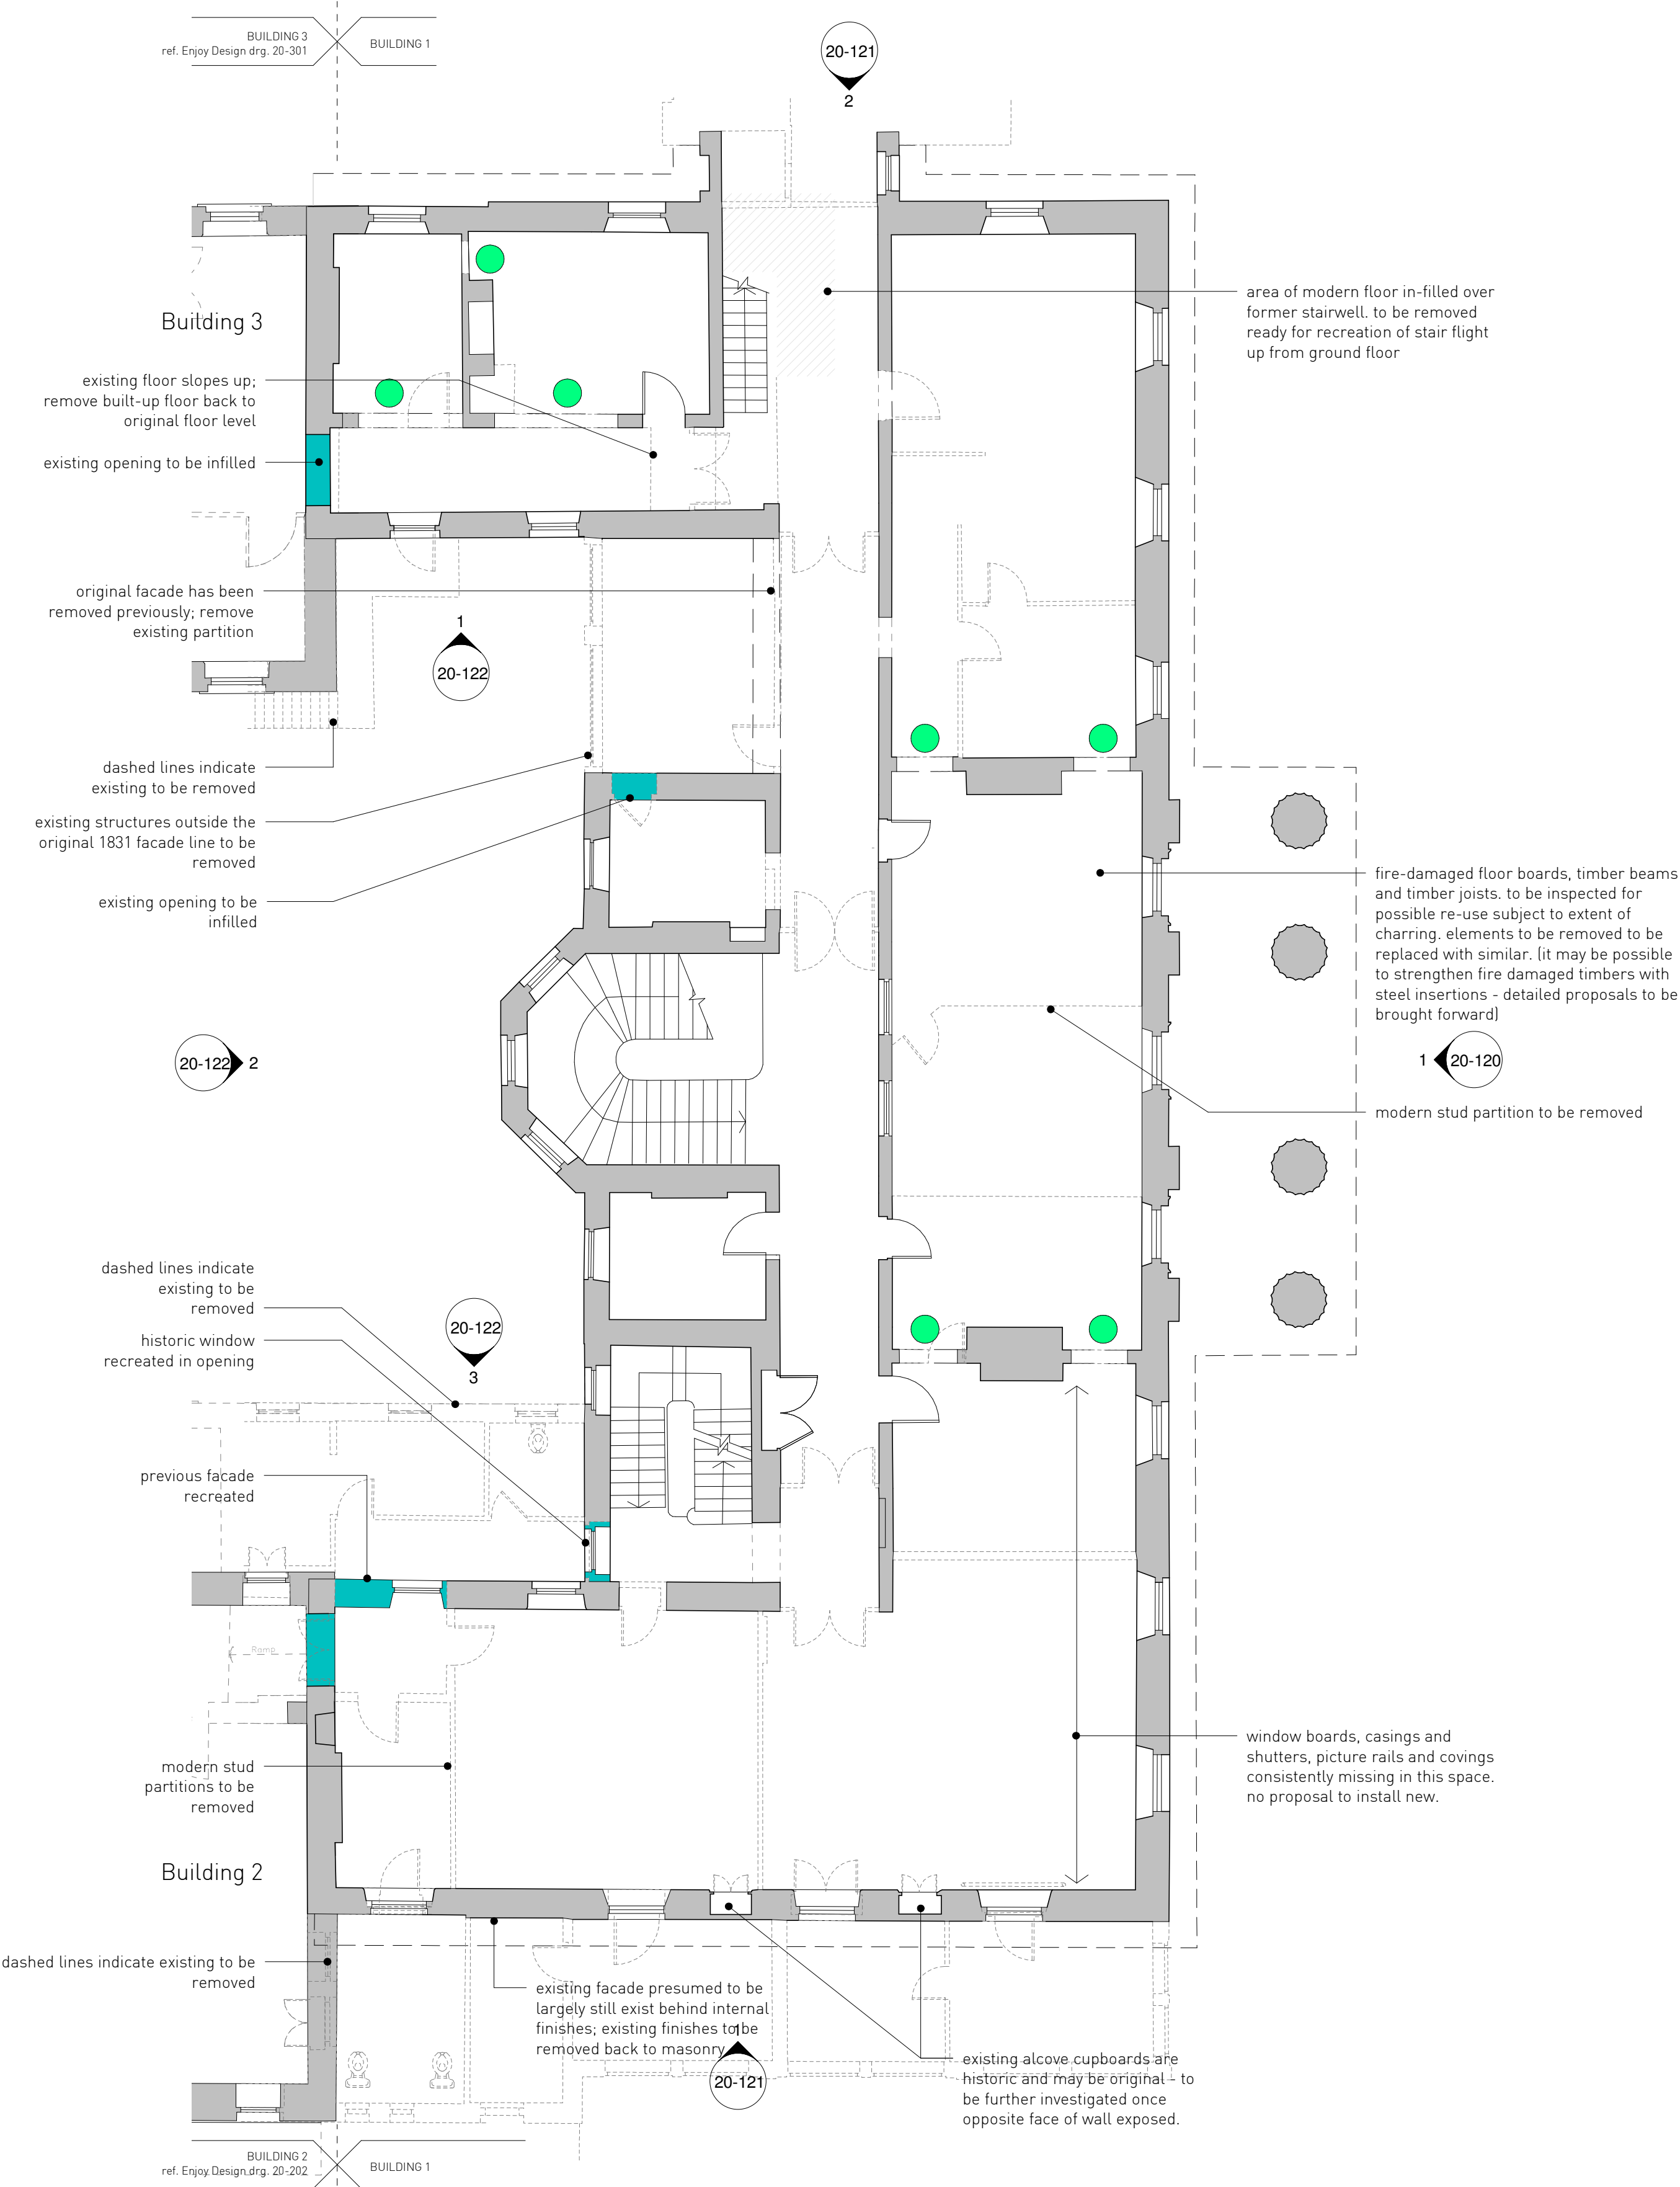 BUILDING 3
ref. Enjoy Design drg. 20-301
BUILDING 1
20-121
2
Building 3
area of modern floor in-filled over
former stairwell. to be removed
ready for recreation of stair flight
up from ground floor
existing floor slopes up;
remove built-up floor back to
original floor level
existing opening to be infilled
original facade has been
removed previously; remove
existing partition
1
20-122
dashed lines indicate
existing to be removed
existing structures outside the
original 1831 facade line to be
removed
existing opening to be
infilled
fire-damaged floor boards, timber beams
and timber joists. to be inspected for
possible re-use subject to extent of
charring. elements to be removed to be
replaced with similar. (it may be possible
to strengthen fire damaged timbers with
steel insertions - detailed proposals to be
brought forward)
20-122
2
1
20-120
modern stud partition to be removed
dashed lines indicate
existing to be
removed
historic window
recreated in opening
20-122
3
previous facade
recreated
Ramp
window boards, casings and
shutters, picture rails and covings
consistently missing in this space.
no proposal to install new.
modern stud
partitions to be
removed
Building 2
dashed lines indicate existing to be
removed
existing facade presumed to be
largely still exist behind internal
finishes; existing finishes to be
removed back to masonry
1
20-121
existing alcove cupboards are
historic and may be original - to
be further investigated once
opposite face of wall exposed.
BUILDING 2
ref. Enjoy Design drg. 20-202
BUILDING 1